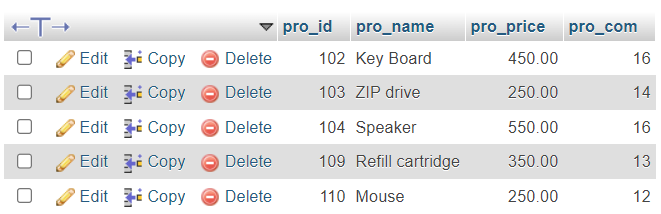 pro_id pro_name pro_price pro_com
Edit Copy Delete 102 Key Board 450.00 16
Edit Copy Delete 103 ZIP drive 250.00 14
Edit Copy Delete 104 Speaker 550.00 16
Edit Copy Delete 109 Refill cartridge 350.00 13
Edit Copy Delete 110 Mouse 250.00 12